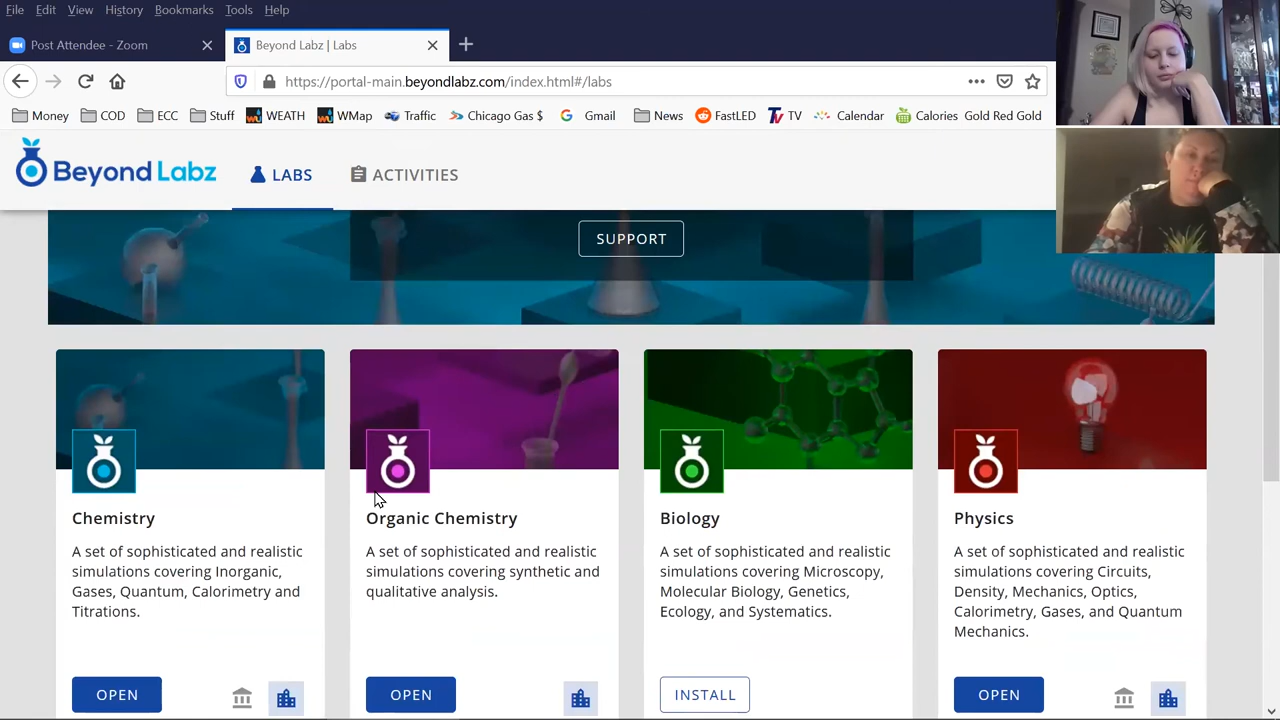 File Edit View History Bookmarks Tools Help
Post Attendee - Zoom
Beyond Labz | Labs
https://portal-main.beyondlabz.com/index.html#/labs
Money COD ECC Stuff WEATH WMap Traffic Chicago Gas $ Gmail News FastLED TV Calendar Calories Gold Red Gold
Beyond Labz LABS ACTIVITIES
SUPPORT
Chemistry
A set of sophisticated and realistic
simulations covering Inorganic,
Gases, Quantum, Calorimetry and
Titrations.
OPEN
Organic Chemistry
A set of sophisticated and realistic
simulations covering synthetic and
qualitative analysis.
OPEN
Biology
A set of sophisticated and realistic
simulations covering Microscopy,
Molecular Biology, Genetics,
Ecology, and Systematics.
INSTALL
Physics
A set of sophisticated and realistic
simulations covering Circuits,
Density, Mechanics, Optics,
Calorimetry, Gases, and Quantum
Mechanics.
OPEN